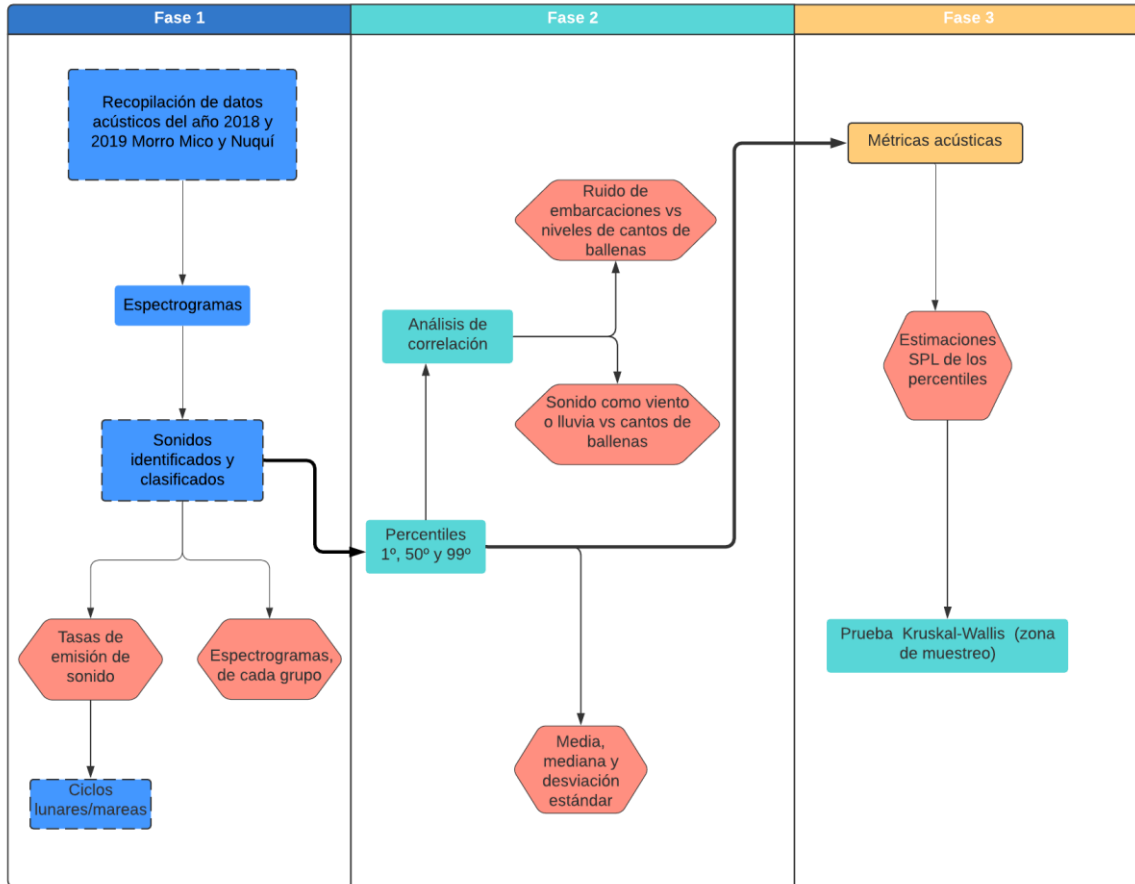 Fase 1
Fase 2
Fase 3
Recopilación de datos
acústicos del año 2018 y
2019 Morro Mico y Nuquí
Espectrogramas
Sonidos
identificados y
clasificados
Tasas de
emisión de
sonido
Espectrogramas,
de cada grupo
Ciclos
lunares/mareas
Ruido de
embarcaciones vs
niveles de cantos de
ballenas
Análisis de
correlación
Sonido como viento
o lluvia vs cantos de
ballenas
Percentiles
1º, 50º y 99º
Media,
mediana y
desviación
estándar
Métricas acústicas
Estimaciones
SPL de los
percentiles
Prueba Kruskal-Wallis (zona
de muestreo)